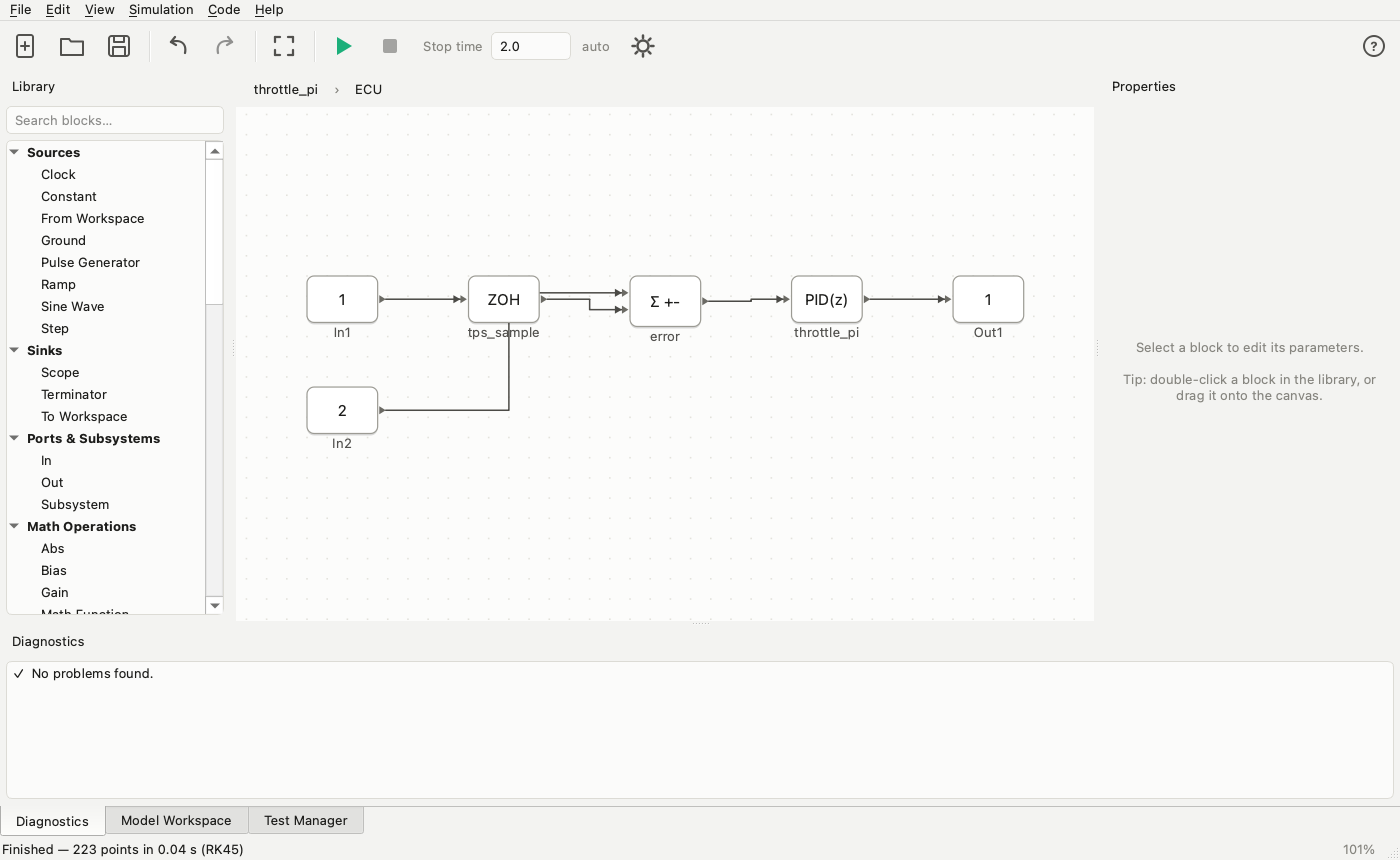 File Edit View Simulation Code Help
Stop time 2.0 auto ?
Library
throttle_pi › ECU
Properties
Search blocks...
Sources
Clock
Constant
From Workspace
Ground
Pulse Generator
Ramp
Sine Wave
Step
Sinks
Scope
Terminator
To Workspace
Ports & Subsystems
In
Out
Subsystem
Math Operations
Abs
Bias
Gain
Math Function
1 ZOH Σ +- PID(z) 1
In1 tps_sample error throttle_pi Out1
2
In2
Select a block to edit its parameters.
Tip: double-click a block in the library, or
drag it onto the canvas.
Diagnostics
✓ No problems found.
Diagnostics Model Workspace Test Manager
Finished — 223 points in 0.04 s (RK45) 101%